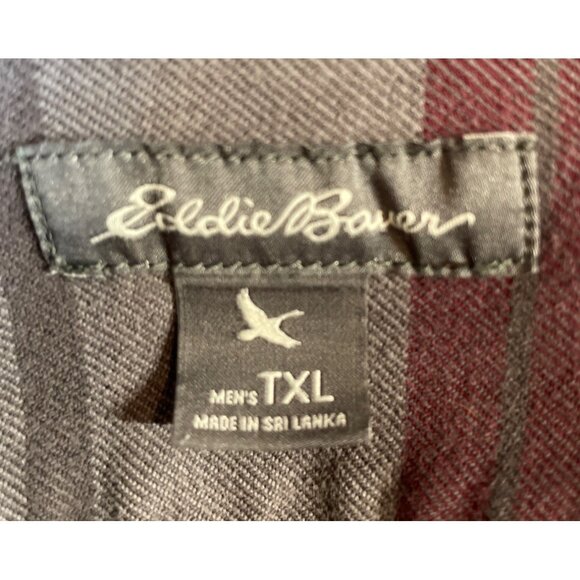 Eddie Bauer
MEN'S TXL
MADE IN SRI LANKA